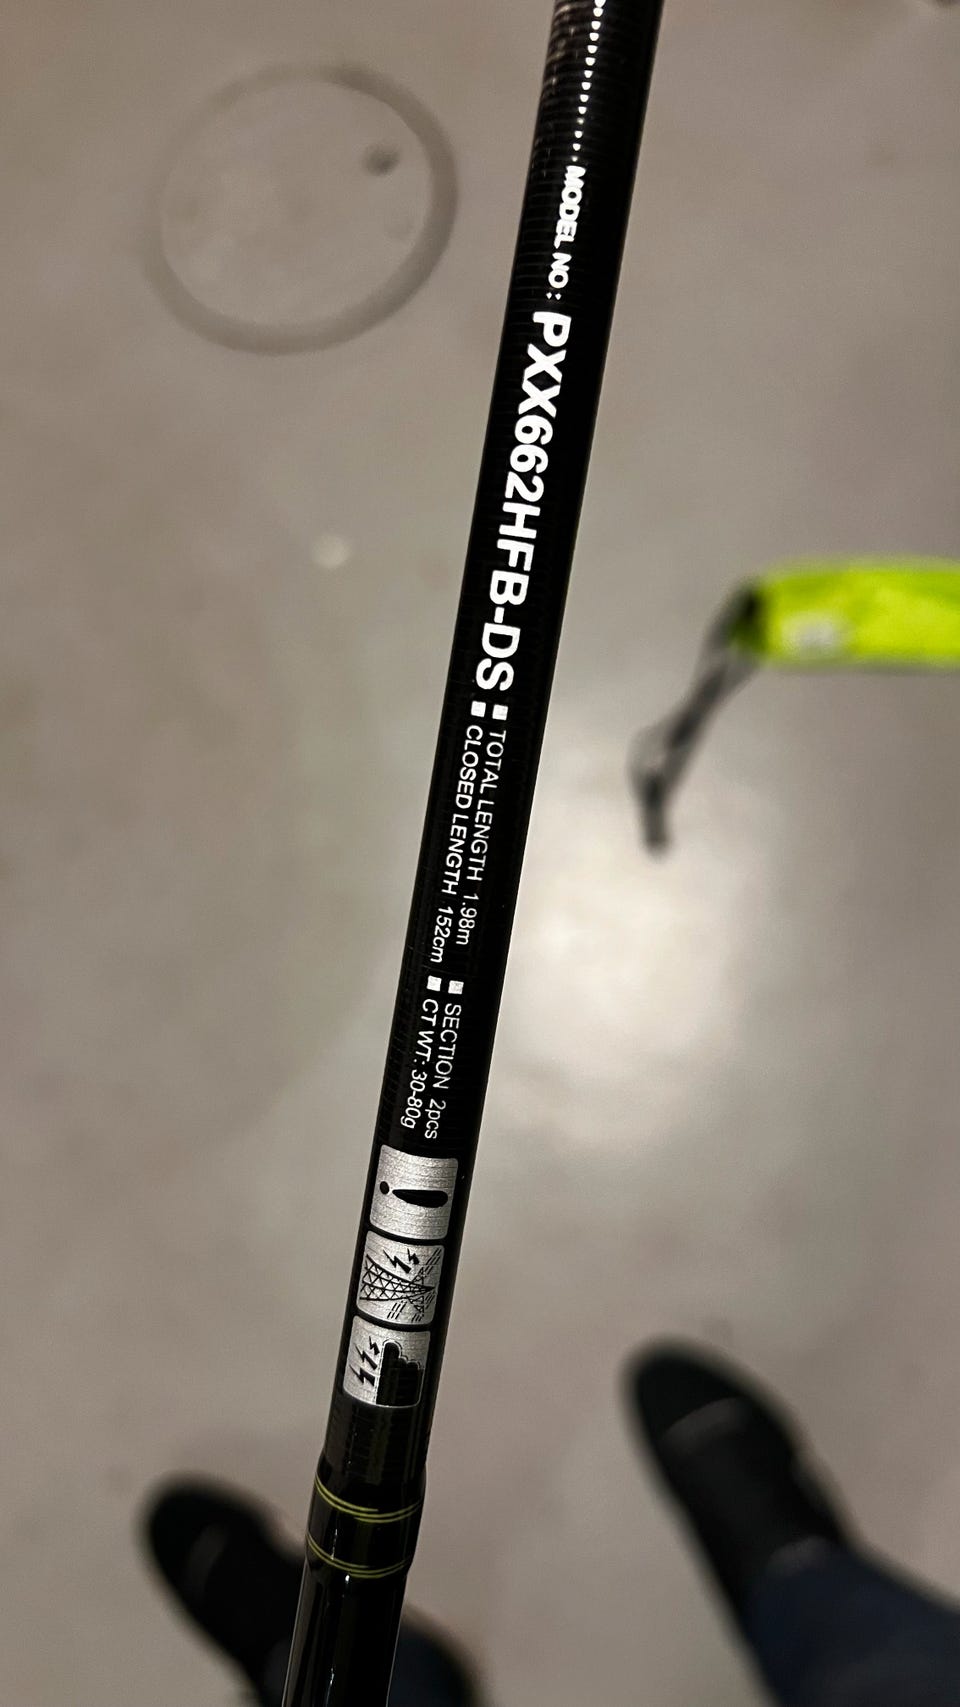 MODEL NO: PXX662HFB-DS
■ TOTAL LENGTH 1.98m ■ SECTION 2pcs
■ CLOSED LENGTH 152cm ■ CT WT: 30-80g